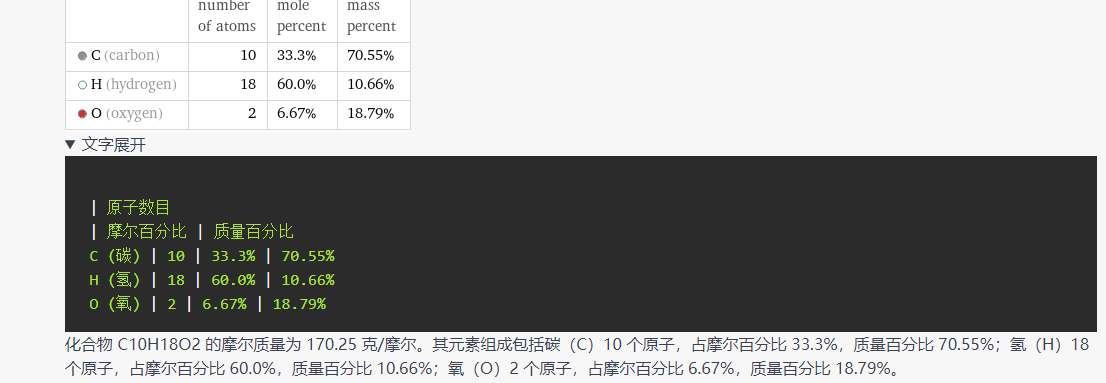 number mole mass
of atoms percent percent
C (carbon) 10 33.3% 70.55%
H (hydrogen) 18 60.0% 10.66%
O (oxygen) 2 6.67% 18.79%
▼ 文字展开
| 原子数目
| 摩尔百分比 | 质量百分比
C (碳) | 10 | 33.3% | 70.55%
H (氢) | 18 | 60.0% | 10.66%
O (氧) | 2 | 6.67% | 18.79%
化合物 C10H18O2 的摩尔质量为 170.25 克/摩尔。其元素组成包括碳（C）10 个原子，占摩尔百分比 33.3%，质量百分比 70.55%；氢（H）18
个原子，占摩尔百分比 60.0%，质量百分比 10.66%；氧（O）2 个原子，占摩尔百分比 6.67%，质量百分比 18.79%。